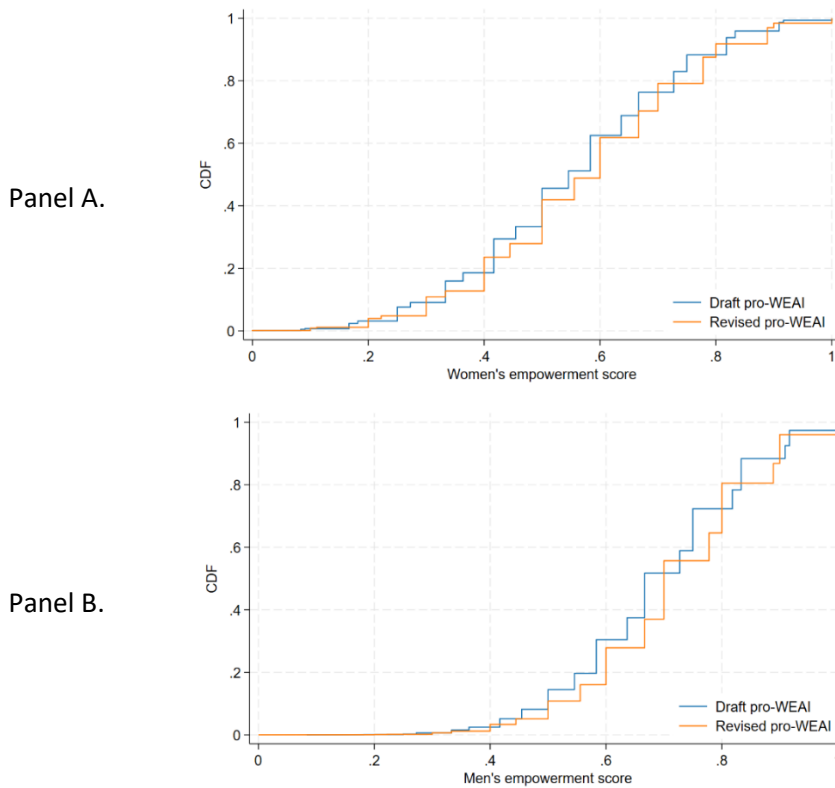 Panel A.
CDF
1
.8
.6
.4
.2
0
Draft pro-WEAI
Revised pro-WEAI
0 .2 .4 .6 .8 1
Women's empowerment score
Panel B.
CDF
1
.8
.6
.4
.2
0
Draft pro-WEAI
Revised pro-WEAI
0 .2 .4 .6 .8
Men's empowerment score